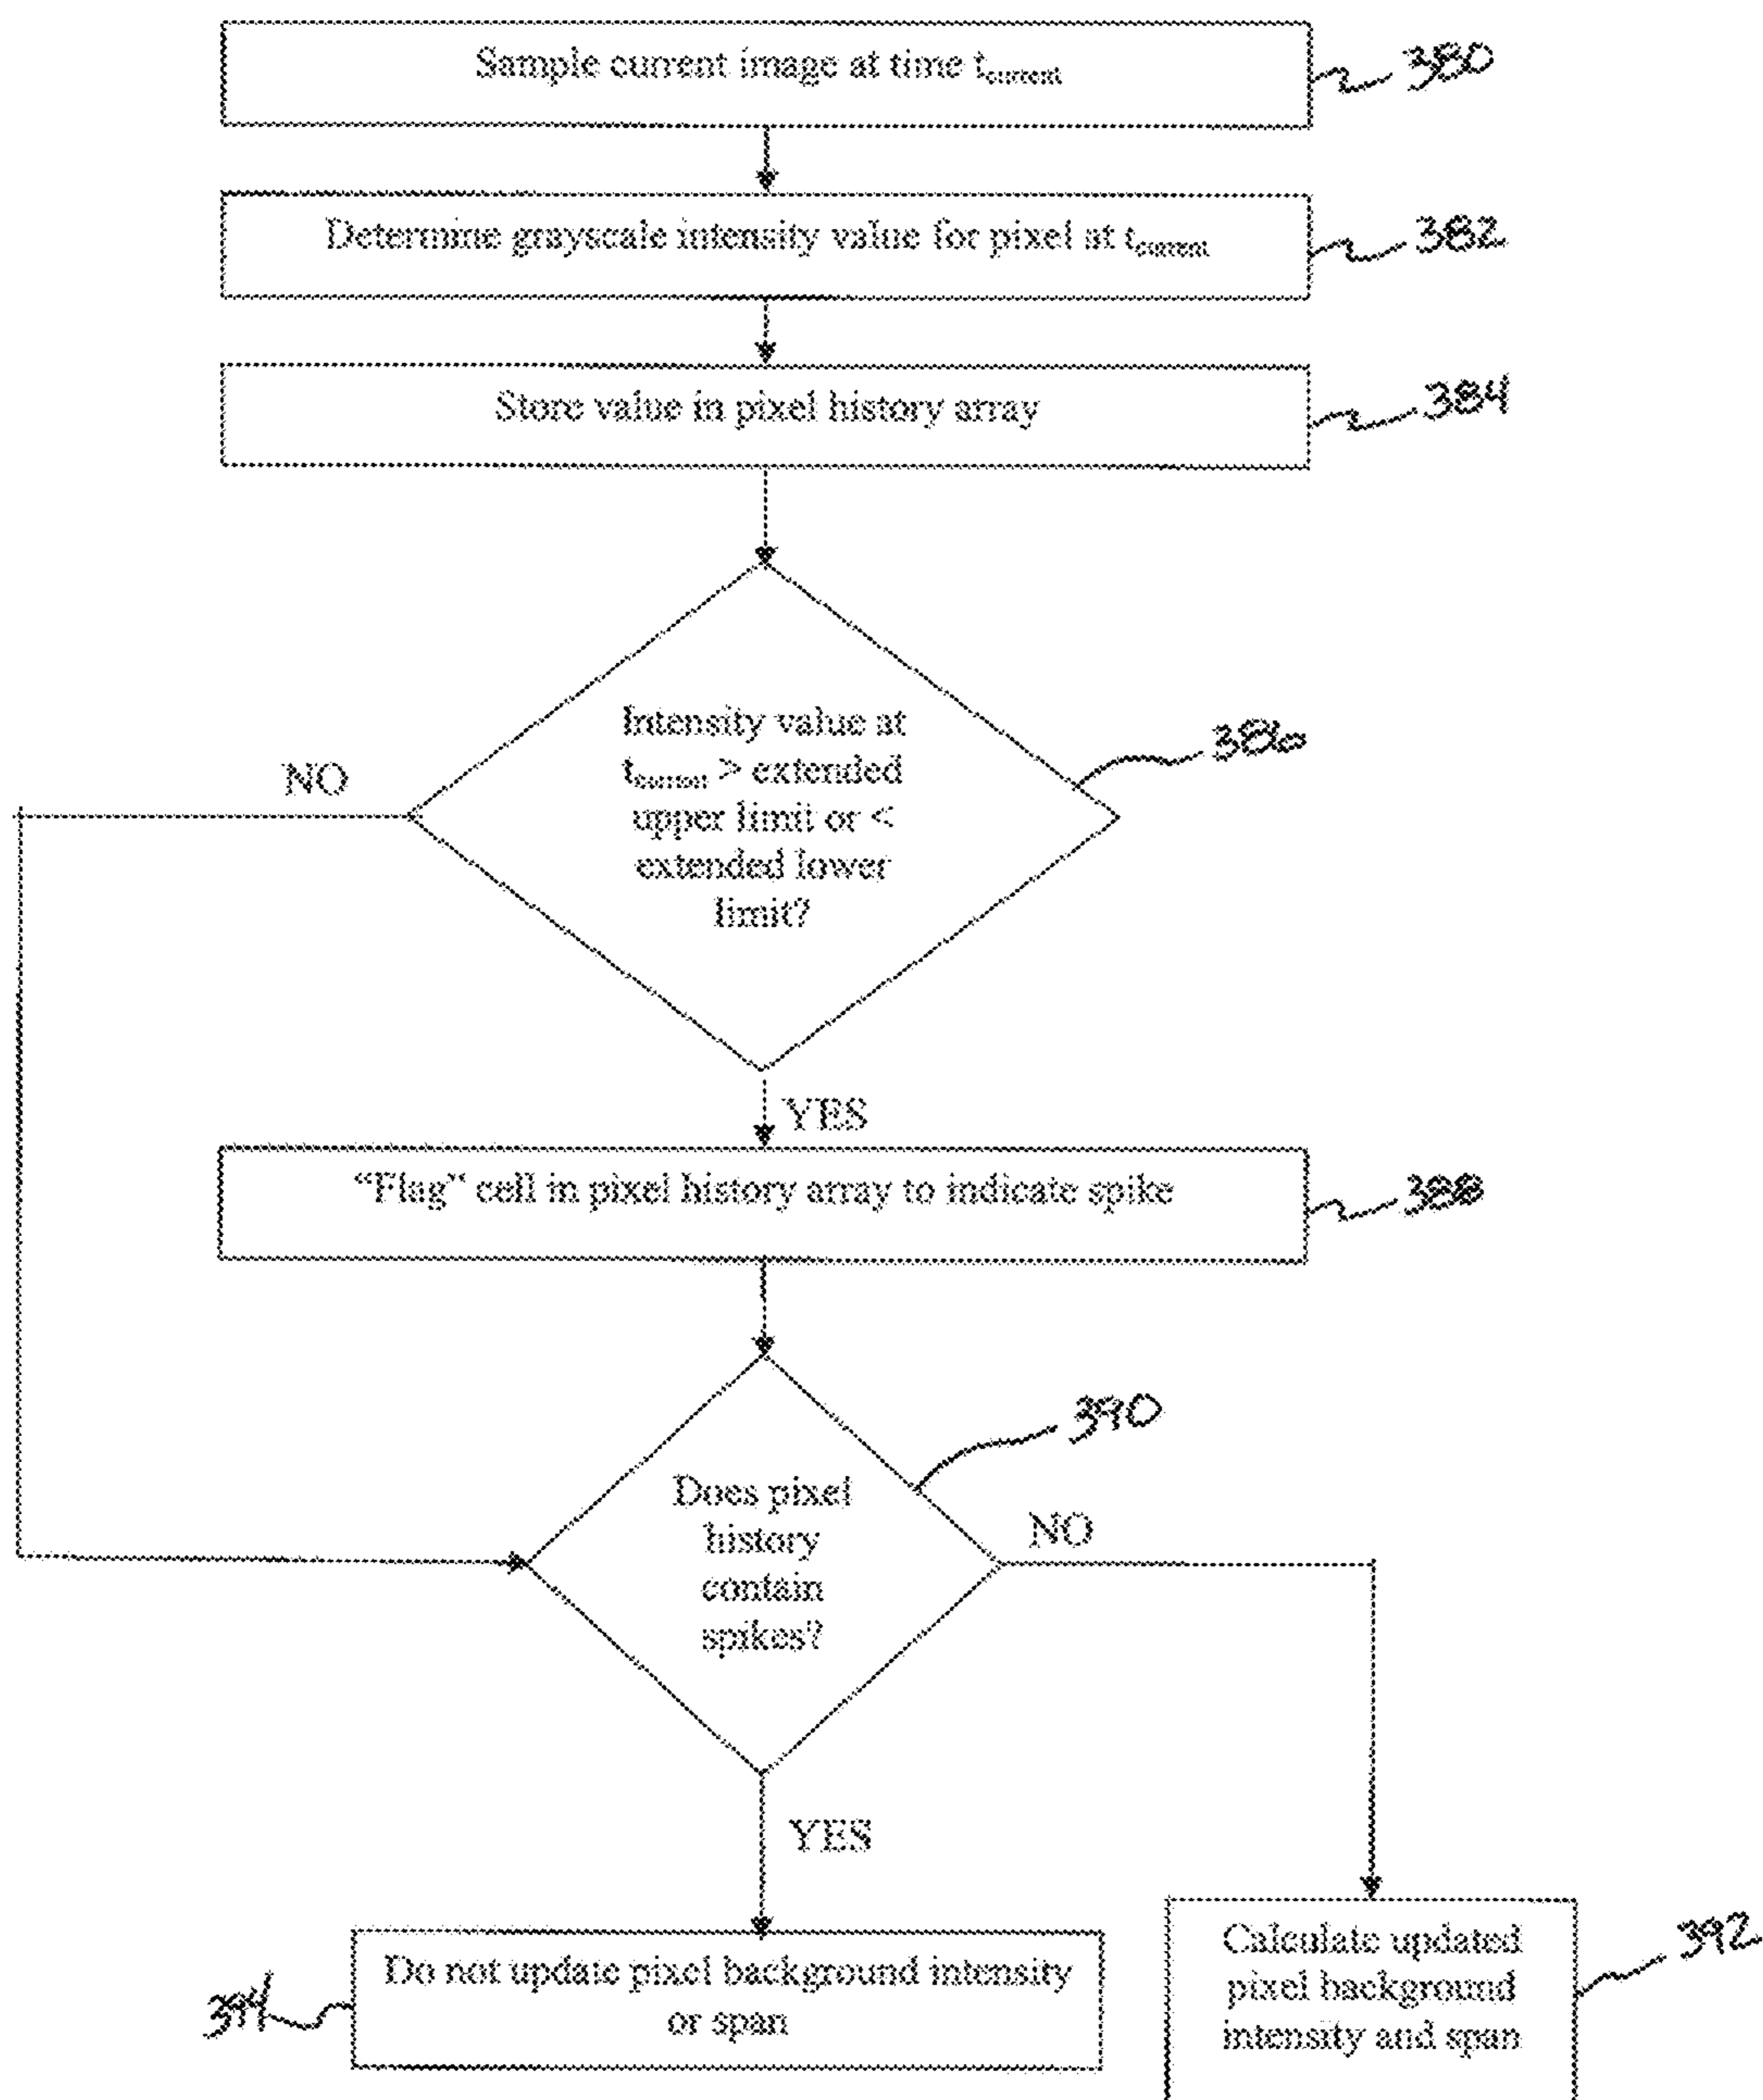 Sample current image at time t_current
380
Determine grayscale intensity value for pixel at t_current
382
Store value in pixel history array
384
Intensity value at
t_current > extended
upper limit or <
extended lower
limit?
386
NO
YES
"Flag" cell in pixel history array to indicate spike
388
Does pixel
history
contain
spikes?
390
NO
YES
Do not update pixel background intensity
or span
394
Calculate updated
pixel background
intensity and span
392